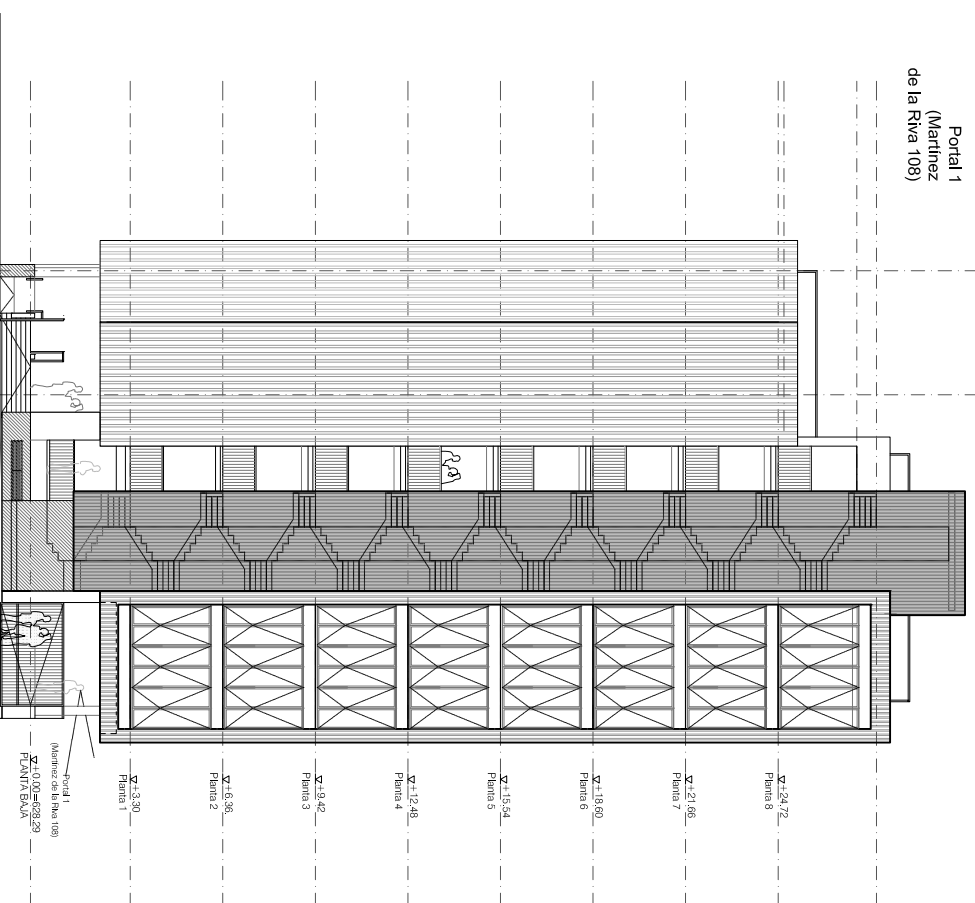 Portal 1
(Martínez
de la Riva 108)
+24,72
Planta 8
+21.66
Planta 7
+18.60
Planta 6
+15.54
Planta 5
+12.48
Planta 4
+9.42
Planta 3
+6.36.
Planta 2
+3.30
Planta 1
Portal 1
(Martínez de la Riva 108)
+0.00=628.29
PLANTA BAJA